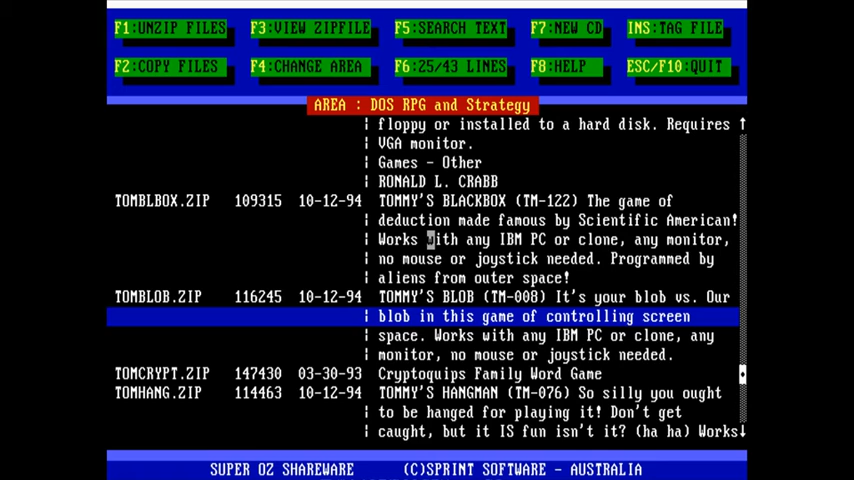 F1:UNZIP FILES F3:VIEW ZIPFILE F5:SEARCH TEXT F7:NEW CD INS:TAG FILE
F2:COPY FILES F4:CHANGE AREA F6:25/43 LINES F8:HELP ESC/F10:QUIT
AREA : DOS RPG and Strategy
¦ floppy or installed to a hard disk. Requires ↑
¦ VGA monitor.
¦ Games - Other
¦ RONALD L. CRABB
TOMBLBOX.ZIP 109315 10-12-94 TOMMY'S BLACKBOX (TM-122) The game of
¦ deduction made famous by Scientific American!
¦ Works with any IBM PC or clone, any monitor,
¦ no mouse or joystick needed. Programmed by
¦ aliens from outer space!
TOMBLOB.ZIP 116245 10-12-94 TOMMY'S BLOB (TM-008) It's your blob vs. Our
¦ blob in this game of controlling screen
¦ space. Works with any IBM PC or clone, any
¦ monitor, no mouse or joystick needed.
TOMCRYPT.ZIP 147430 03-30-93 Cryptoquips Family Word Game
TOMHANG.ZIP 114463 10-12-94 TOMMY'S HANGMAN (TM-076) So silly you ought
¦ to be hanged for playing it! Don't get
¦ caught, but it IS fun isn't it? (ha ha) Works↓
SUPER OZ SHAREWARE (C)SPRINT SOFTWARE - AUSTRALIA